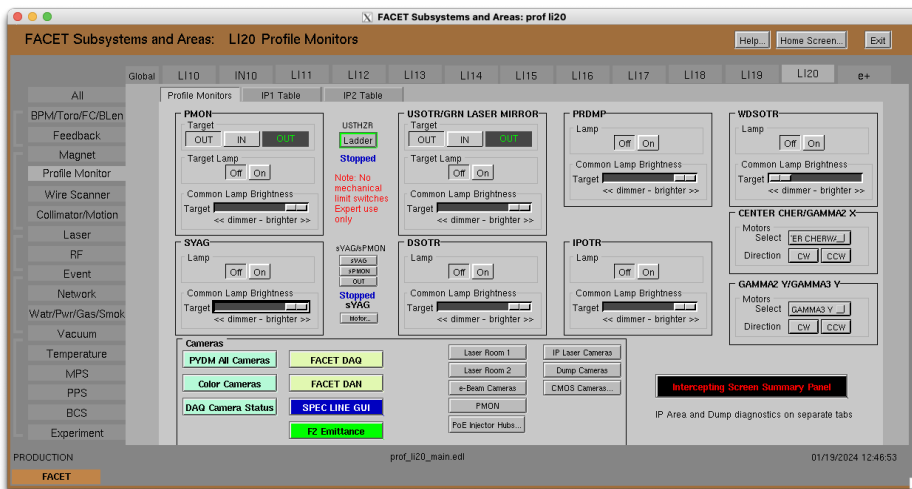 FACET Subsystems and Areas: prof li20
FACET Subsystems and Areas: LI20 Profile Monitors
Help... Home Screen... Exit
Global LI10 IN10 LI11 LI12 LI13 LI14 LI15 LI16 LI17 LI18 LI19 LI20 e+
All
BPM/Toro/FC/BLen
Feedback
Magnet
Profile Monitor
Wire Scanner
Collimator/Motion
Laser
RF
Event
Network
Watr/Pwr/Gas/Smok
Vacuum
Temperature
MPS
PPS
BCS
Experiment
Profile Monitors IP1 Table IP2 Table
PMON
Target
OUT IN OUT
Target Lamp
Off On
Common Lamp Brightness
Target
<< dimmer - brighter >>
USTHZR
Ladder
Stopped
Note: No
mechanical
limit switches
Expert use
only
USOTR/GRN LASER MIRROR
Target
OUT IN OUT
Target Lamp
Off On
Common Lamp Brightness
Target
<< dimmer - brighter >>
PRDMP
Lamp
Off On
Common Lamp Brightness
Target
<< dimmer - brighter >>
WDSOTR
Lamp
Off On
Common Lamp Brightness
Target
<< dimmer - brighter >>
SYAG
Lamp
Off On
Common Lamp Brightness
Target
<< dimmer - brighter >>
sYAG/sPMON
sYAG
sPMON
OUT
Stopped
sYAG
Motor...
DSOTR
Lamp
Off On
Common Lamp Brightness
Target
<< dimmer - brighter >>
IPOTR
Lamp
Off On
Common Lamp Brightness
Target
<< dimmer - brighter >>
CENTER CHER/GAMMA2 X
Motors
Select 'ER CHERW/
Direction CW CCW
GAMMA2 Y/GAMMA3 Y
Motors
Select GAMMA3 Y
Direction CW CCW
Cameras
PYDM All Cameras
Color Cameras
DAQ Camera Status
FACET DAQ
FACET DAN
SPEC LINE GUI
F2 Emittance
Laser Room 1
Laser Room 2
e-Beam Cameras
PMON
PoE Injector Hubs...
IP Laser Cameras
Dump Cameras
CMOS Cameras...
Intercepting Screen Summary Panel
IP Area and Dump diagnostics on separate tabs
PRODUCTION prof_li20_main.edl 01/19/2024 12:46:53
FACET